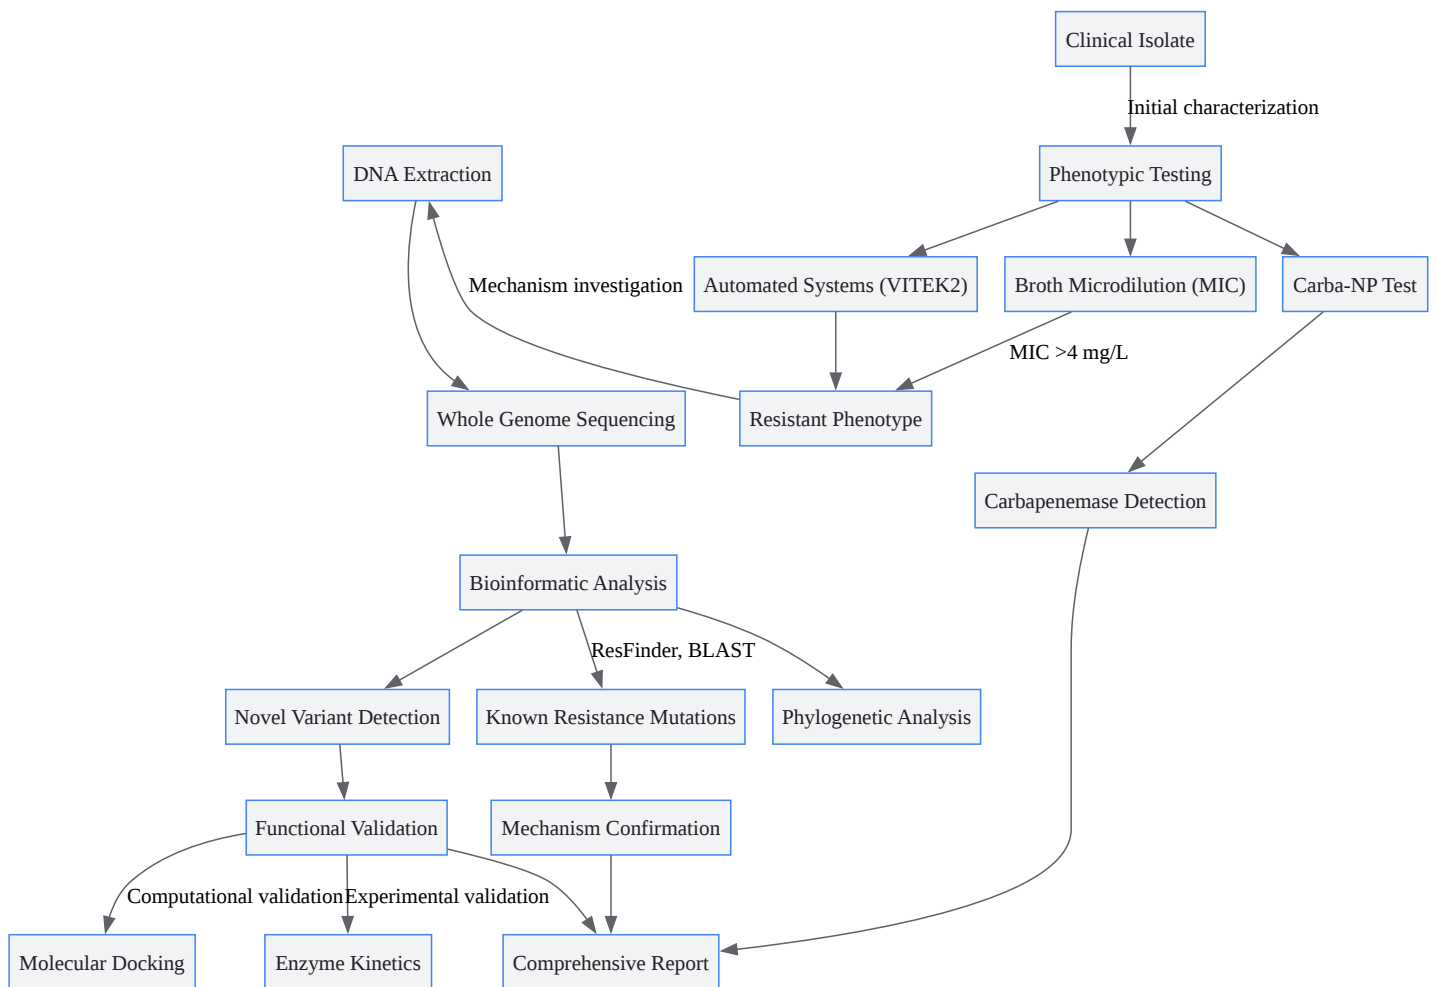 Clinical Isolate
Initial characterization
DNA Extraction
Phenotypic Testing
Mechanism investigation
Automated Systems (VITEK2)
Broth Microdilution (MIC)
Carba-NP Test
MIC >4 mg/L
Whole Genome Sequencing
Resistant Phenotype
Carbapenemase Detection
Bioinformatic Analysis
ResFinder, BLAST
Novel Variant Detection
Known Resistance Mutations
Phylogenetic Analysis
Functional Validation
Mechanism Confirmation
Computational validation
Experimental validation
Molecular Docking
Enzyme Kinetics
Comprehensive Report